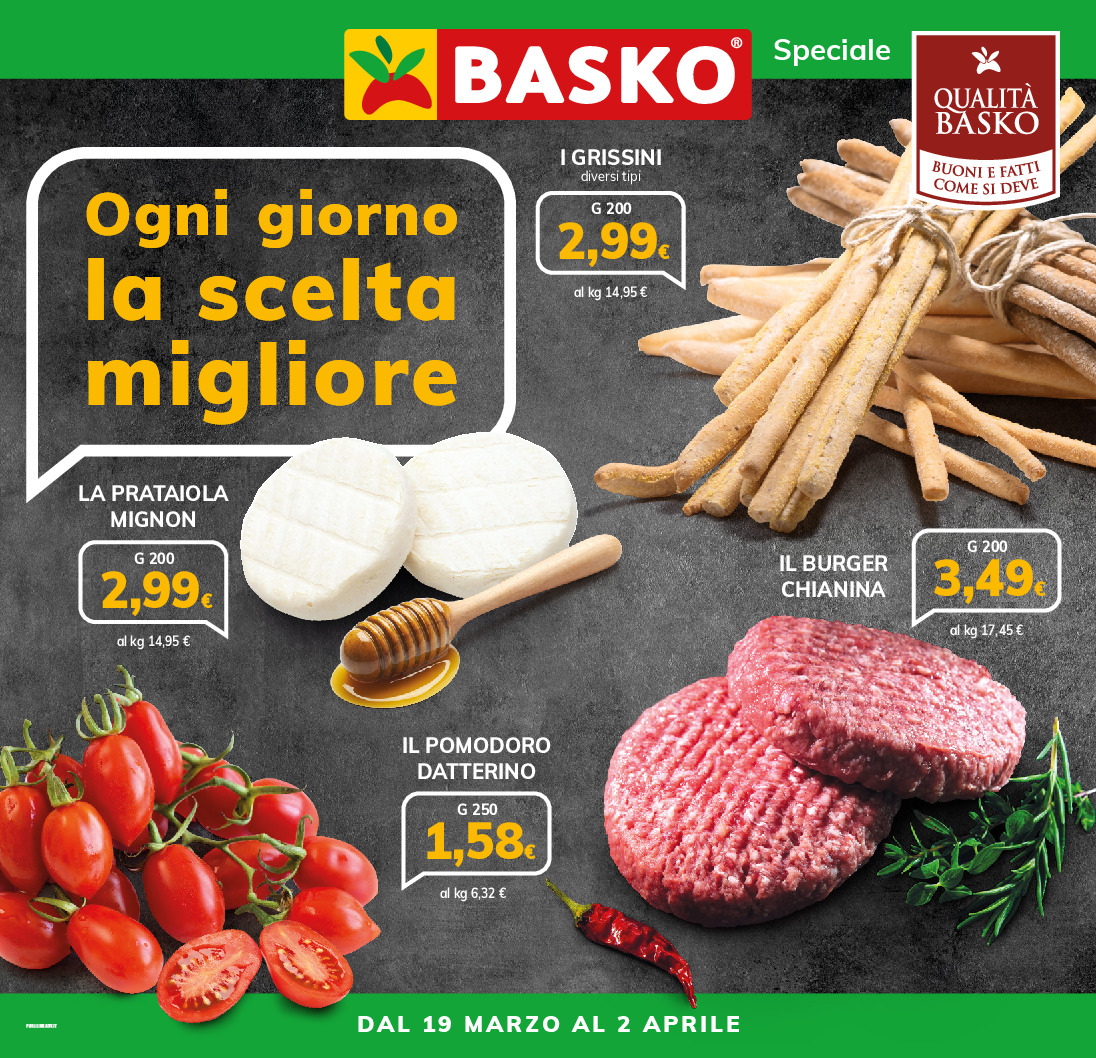 BASKO®
Speciale
QUALITÀ
BASKO
BUONI E FATTI
COME SI DEVE
Ogni giorno
la scelta
migliore
I GRISSINI
diversi tipi
G 200
2,99€
al kg 14,95 €
LA PRATAIOLA
MIGNON
G 200
2,99€
al kg 14,95 €
IL BURGER
CHIANINA
G 200
3,49€
al kg 17,45 €
IL POMODORO
DATTERINO
G 250
1,58€
al kg 6,32 €
DAL 19 MARZO AL 2 APRILE